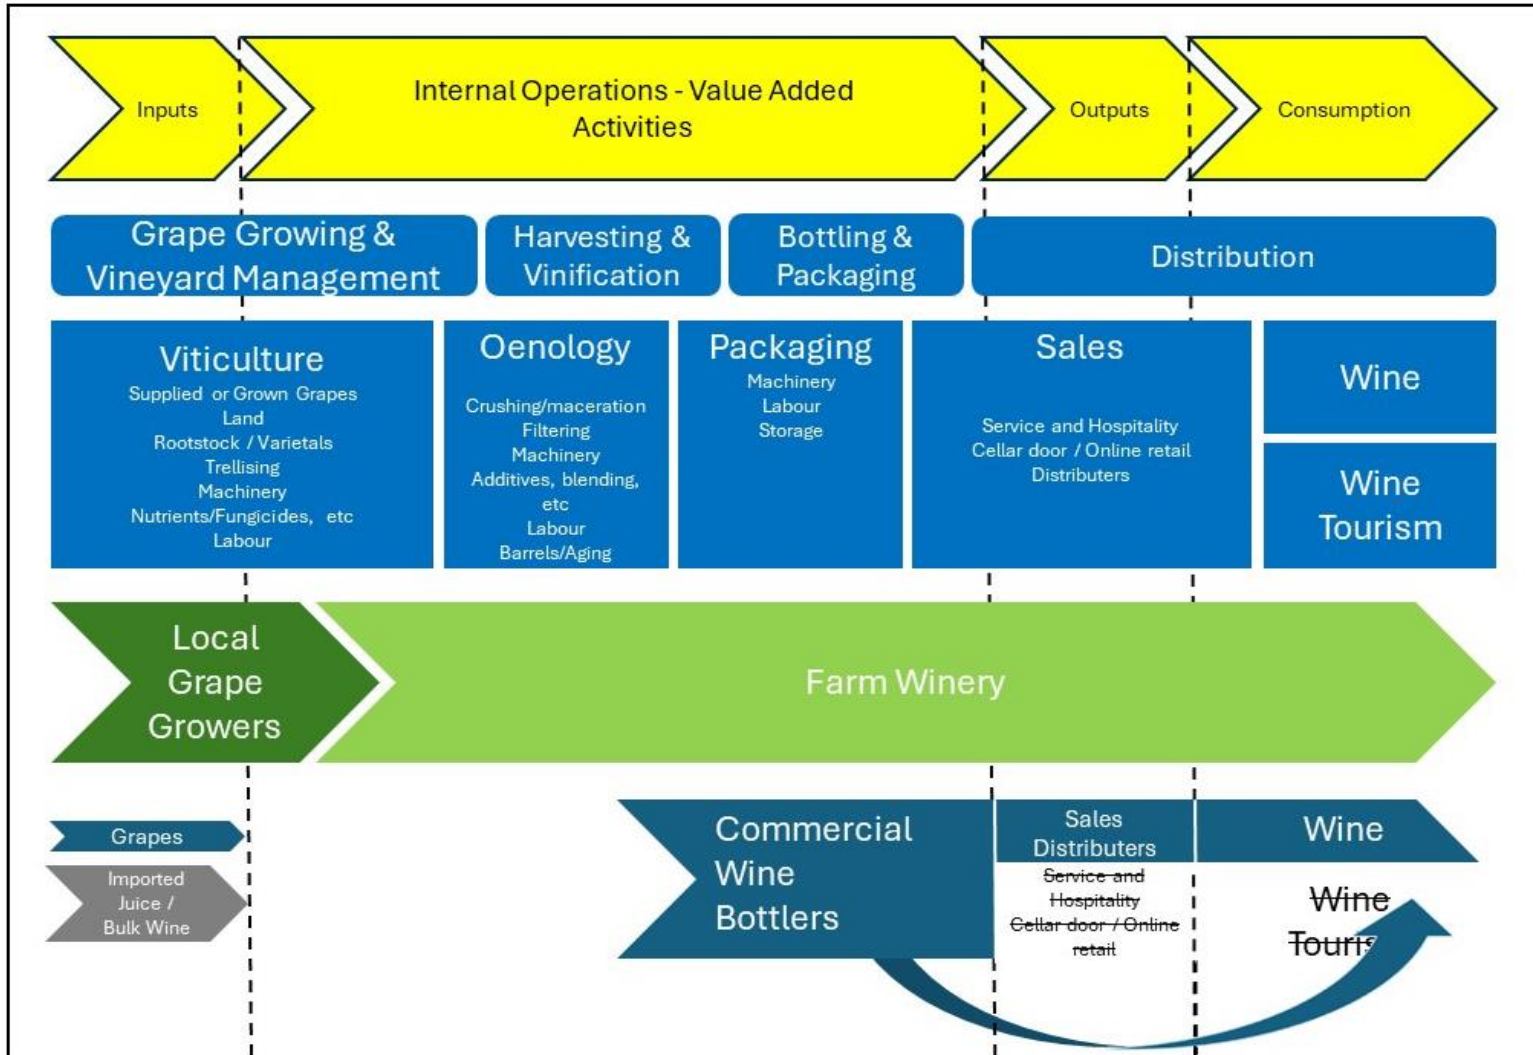 Inputs
Internal Operations - Value Added
Activities
Outputs
Consumption
Grape Growing &
Vineyard Management
Harvesting &
Vinification
Bottling &
Packaging
Distribution
Viticulture
Supplied or Grown Grapes
Land
Rootstock / Varietals
Trellising
Machinery
Nutrients/Fungicides, etc
Labour
Oenology
Crushing/maceration
Filtering
Machinery
Additives, blending,
etc
Labour
Barrels/Aging
Packaging
Machinery
Labour
Storage
Sales
Service and Hospitality
Cellar door / Online retail
Distributers
Wine
Wine
Tourism
Local
Grape
Growers
Farm Winery
Grapes
Imported
Juice /
Bulk Wine
Commercial
Wine
Bottlers
Sales
Distributers
Service and
Hospitality
Cellar door / Online
retail
Wine
Wine
Touris